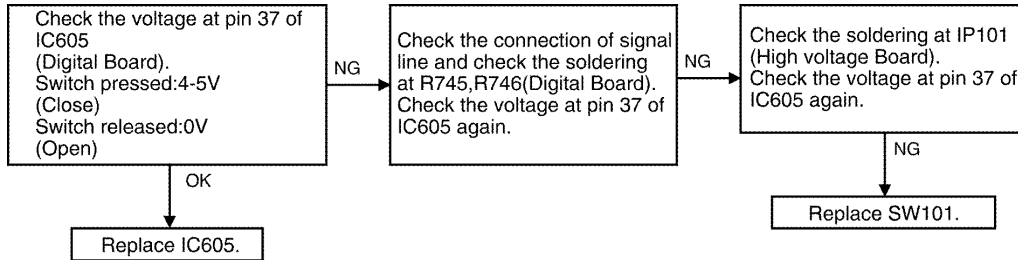 Check the voltage at pin 37 of
IC605
(Digital Board).
Switch pressed:4-5V
(Close)
Switch released:0V
(Open)
NG
Check the connection of signal
line and check the soldering
at R745,R746(Digital Board).
Check the voltage at pin 37 of
IC605 again.
NG
Check the soldering at IP101
(High voltage Board).
Check the voltage at pin 37 of
IC605 again.
OK
NG
Replace IC605.
Replace SW101.